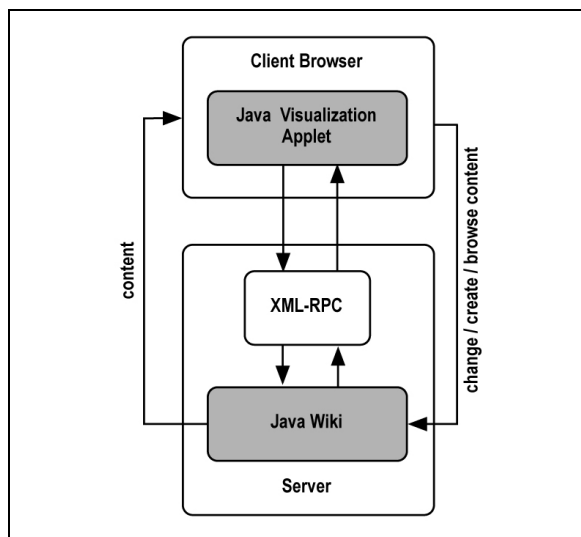 Client Browser
Java Visualization
Applet
content
change / create / browse content
XML-RPC
Java Wiki
Server